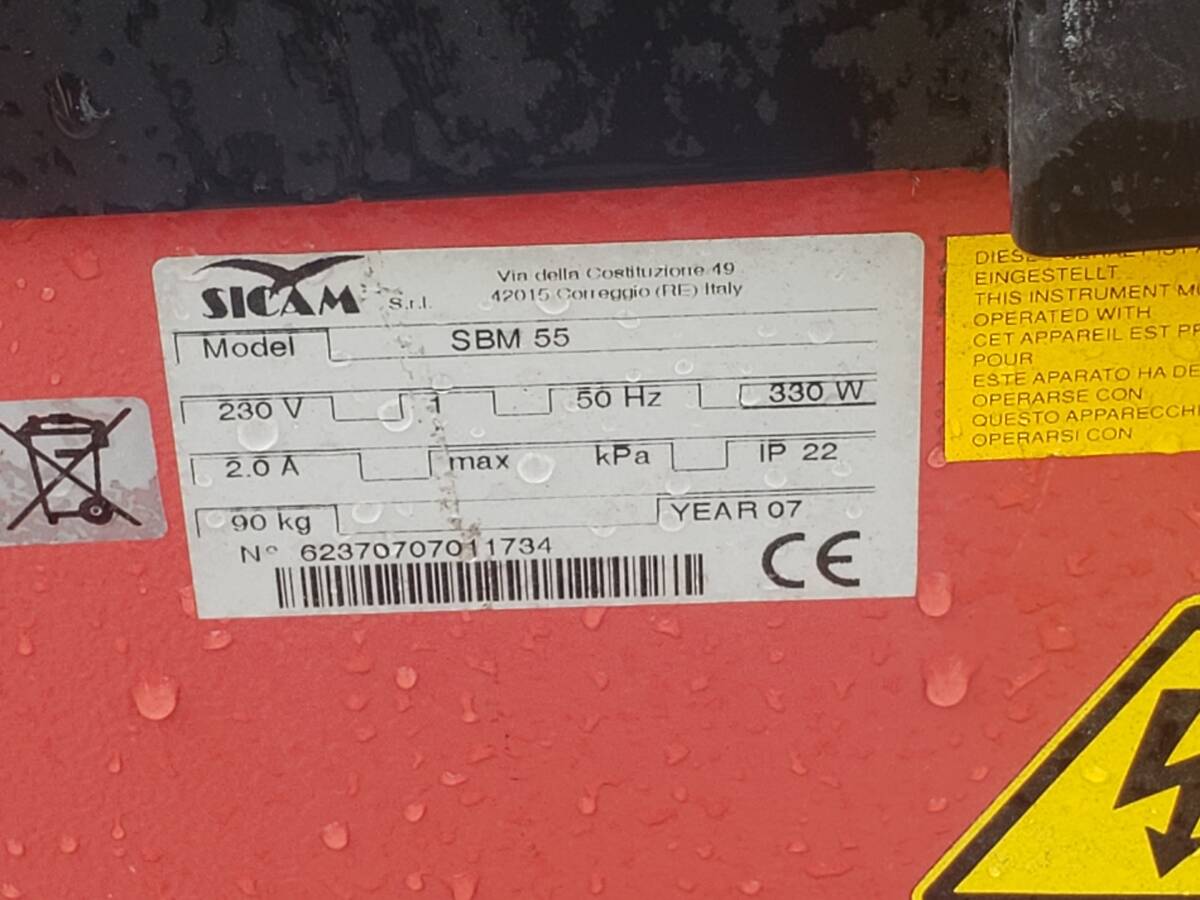 SICAM S.r.l.
Via della Costituzione 49
42015 Correggio (RE) Italy
Model SBM 55
230 V 1 50 Hz 330 W
2.0 A max kPa IP 22
90 kg YEAR 07
N° 62370707011734
CE
EINGESTELLT
THIS INSTRUMENT
OPERATED WITH
CET APPAREIL EST
POUR
ESTE APARATO HA DE
OPERARSE CON
QUESTO APPARECCHI
OPERARSI CON